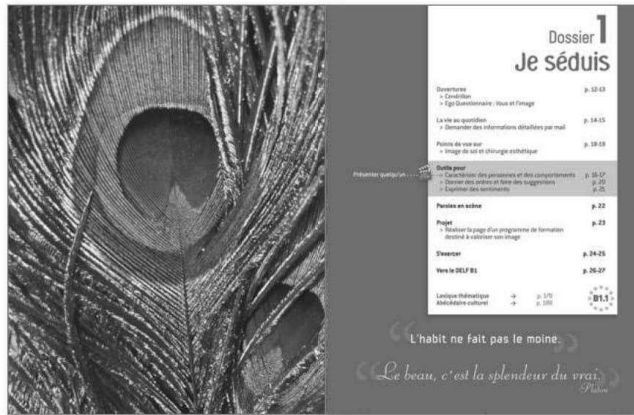 Dossier 1
Je séduis
Ouvertures p. 12-13
> Cendrillon
> Ego Questionnaire : Vous et l'image
La vie au quotidien p. 14-15
> Demander des informations détaillées par mail
Points de vue sur p. 18-19
> Image de soi et chirurgie esthétique
Outils pour
Présenter quelqu'un > Caractériser des personnes et des comportements p. 16-17
> Donner des ordres et faire des suggestions p. 20
> Exprimer des sentiments p. 21
Paroles en scène p. 22
Projet p. 23
> Réaliser la page d'un programme de formation
destiné à valoriser son image
S'exercer p. 24-25
Vers le DELF B1 p. 26-27
Lexique thématique → p. 170
Abécédaire culturel → p.
B1.1
“L'habit ne fait pas le moine.”
“Le beau, c'est la splendeur du vrai.”
Platon